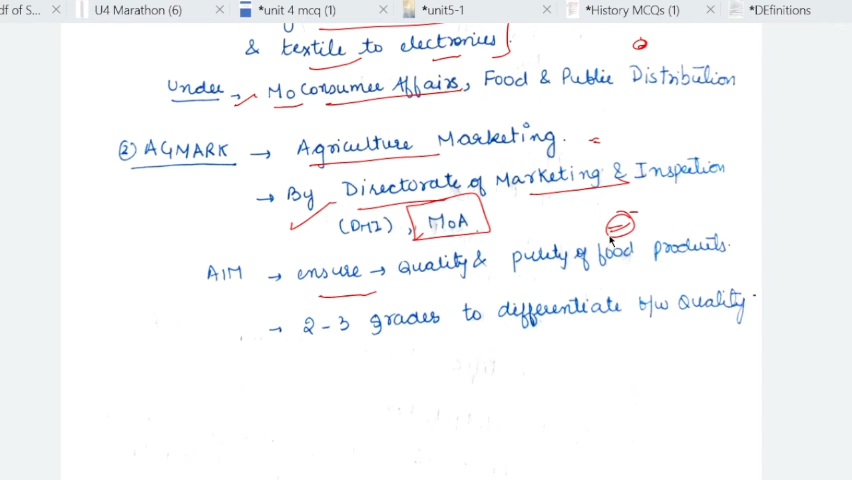 df of S...
U4 Marathon (6)
*unit 4 mcq (1)
*unit5-1
*History MCQs (1)
*DEfinitions
& textile to electronics
Under → Mo Consumer Affairs, Food & Public Distribution
② AGMARK → Agriculture Marketing.
→ By Directorate of Marketing & Inspection
(DMI), MoA
AIM → ensure → Quality & purity of food products.
→ 2-3 grades to differentiate b/w Quality.